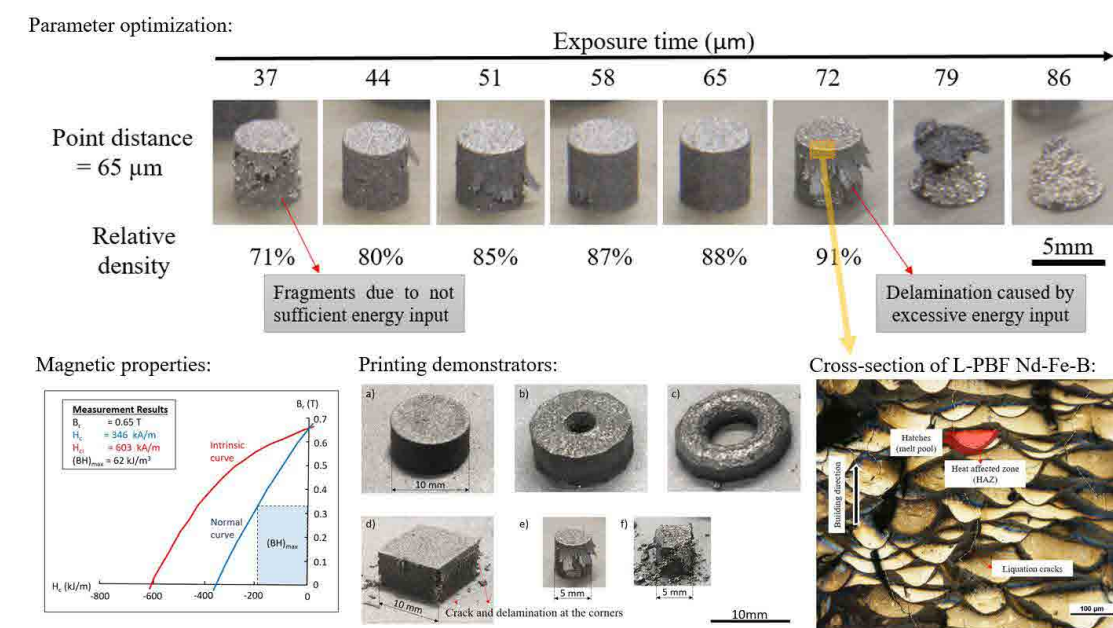 Parameter optimization:
Exposure time (μm)
37 44 51 58 65 72 79 86
Point distance
= 65 μm
Relative
density
71% 80% 85% 87% 88% 91%
5mm
Fragments due to not
sufficient energy input
Delamination caused by
excessive energy input
Magnetic properties:
Measurement Results
Br = 0.65 T
Hc = 346 kA/m
Hci = 603 kA/m
(BH)max = 62 kJ/m³
Br (T)
0.7
0.6
0.5
0.4
0.3
0.2
0.1
0
Intrinsic
curve
Normal
curve
(BH)max
Hc (kJ/m)
-800 -600 -400 -200 0
Printing demonstrators:
a) b) c)
10 mm
d) e) f)
10 mm
5 mm 5 mm
Crack and delamination at the corners
10mm
Cross-section of L-PBF Nd-Fe-B:
Hatches
(melt pool)
Heat affected zone
(HAZ)
Building direction
Liquation cracks
100 μm